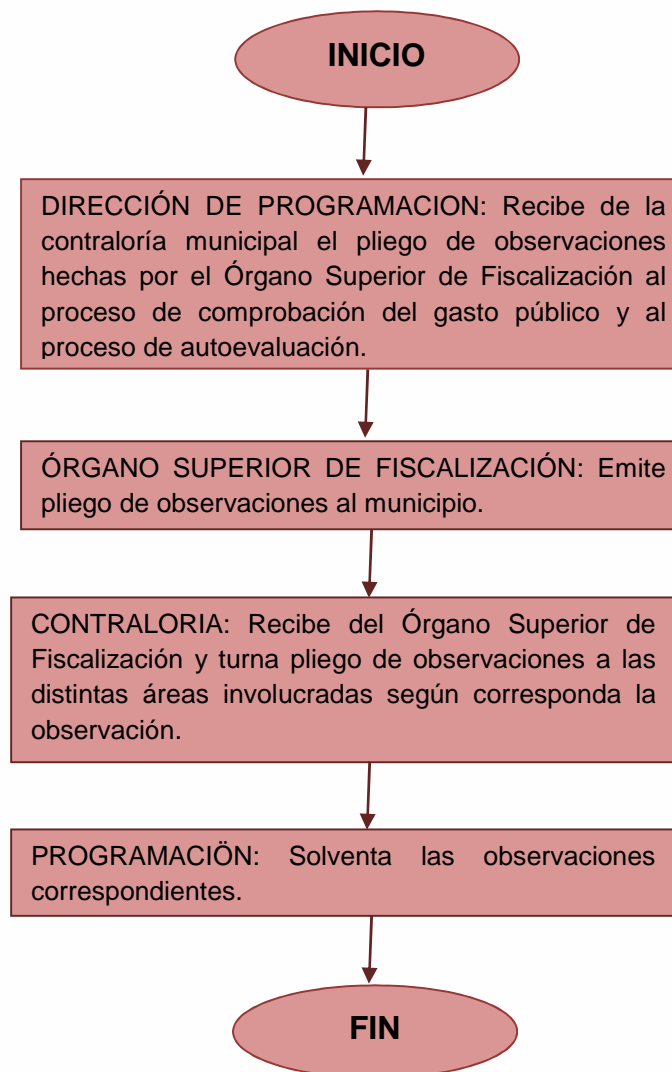 INICIO
DIRECCIÓN DE PROGRAMACION: Recibe de la
contraloría municipal el pliego de observaciones
hechas por el Órgano Superior de Fiscalización al
proceso de comprobación del gasto público y al
proceso de autoevaluación.
ÓRGANO SUPERIOR DE FISCALIZACIÓN: Emite
pliego de observaciones al municipio.
CONTRALORIA: Recibe del Órgano Superior de
Fiscalización y turna pliego de observaciones a las
distintas áreas involucradas según corresponda la
observación.
PROGRAMACIÖN: Solventa las observaciones
correspondientes.
FIN